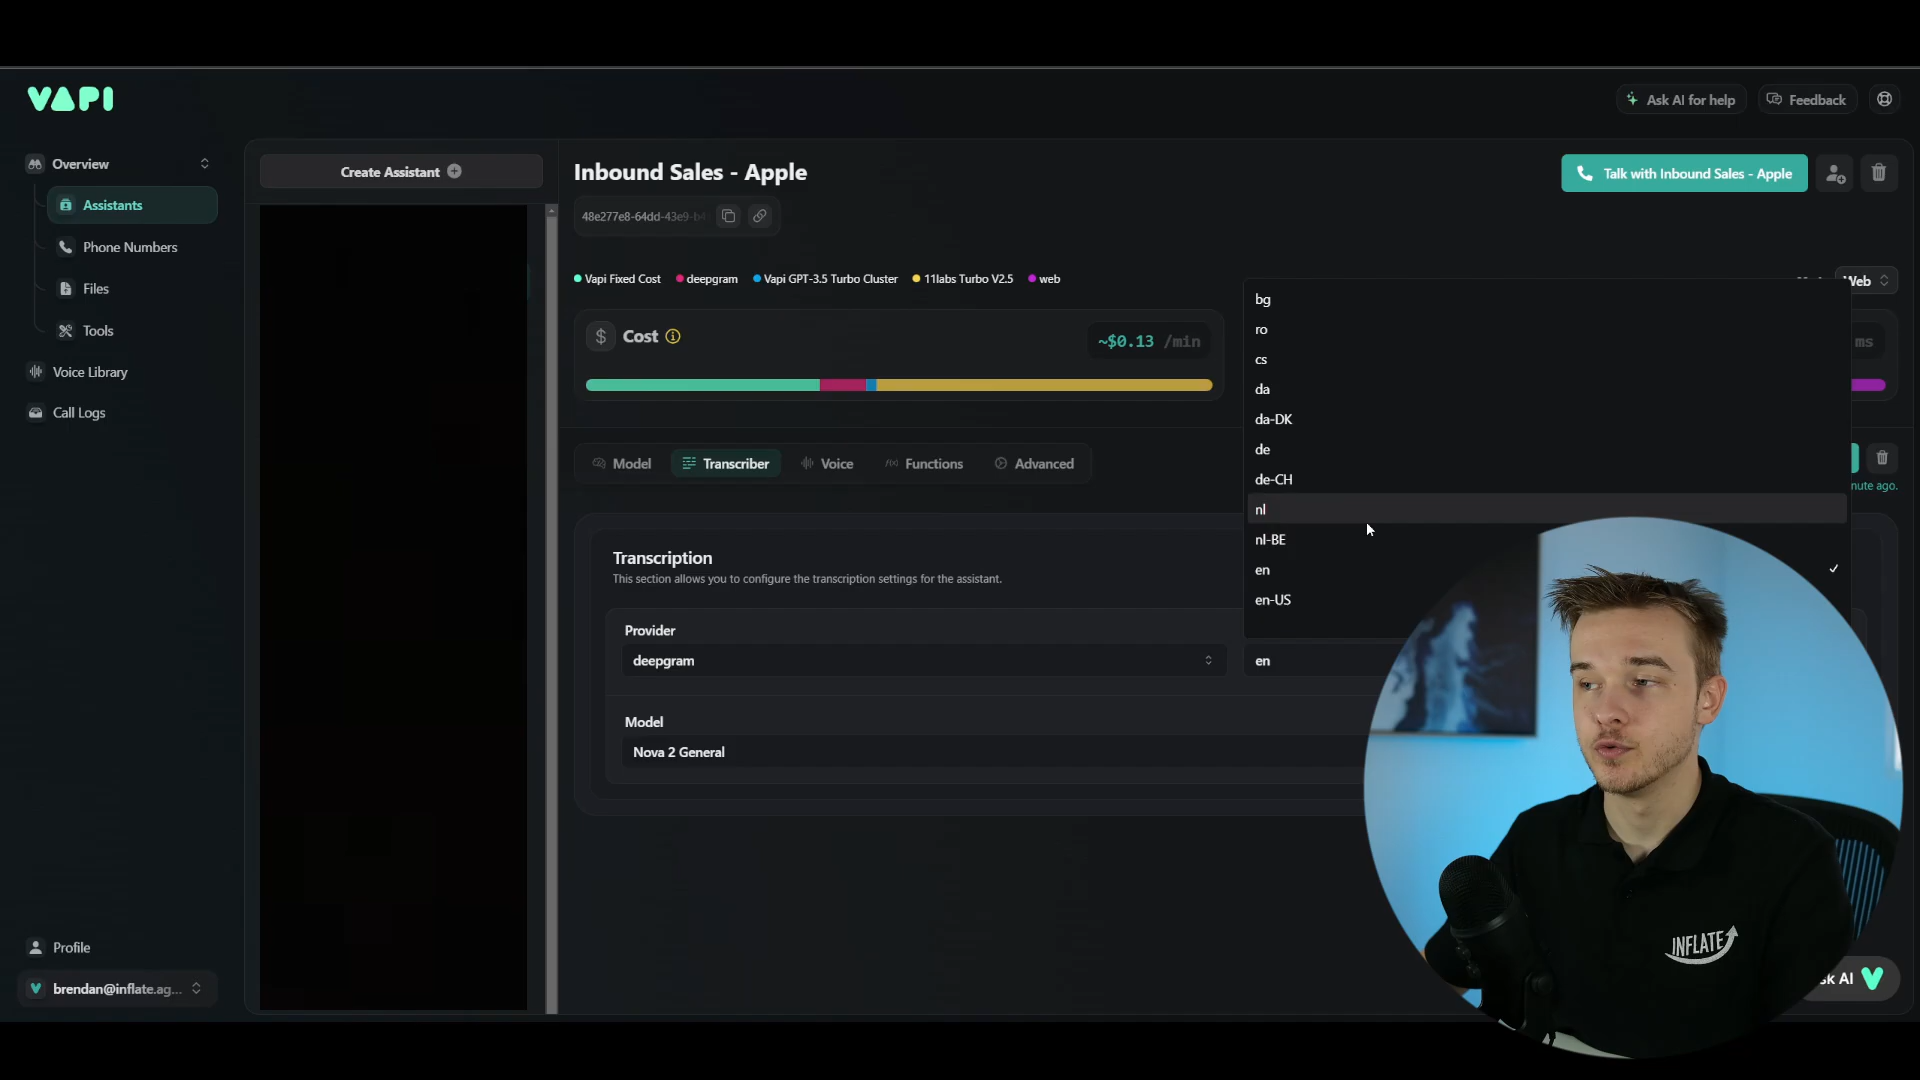 VAPI
Ask AI for help
Feedback
Overview
Assistants
Phone Numbers
Files
Tools
Voice Library
Call Logs
Profile
brendan@inflate.ag...
Create Assistant
Inbound Sales - Apple
48e277e8-64dd-43e9-b4
Talk with Inbound Sales - Apple
Vapi Fixed Cost
deepgram
Vapi GPT-3.5 Turbo Cluster
11labs Turbo V2.5
web
Web
$ Cost
~$0.13 /min
ms
Model
Transcriber
Voice
Functions
Advanced
nute ago.
Transcription
This section allows you to configure the transcription settings for the assistant.
Provider
deepgram
Model
Nova 2 General
bg
ro
cs
da
da-DK
de
de-CH
nl
nl-BE
en
en-US
en
INFLATE
sk AI